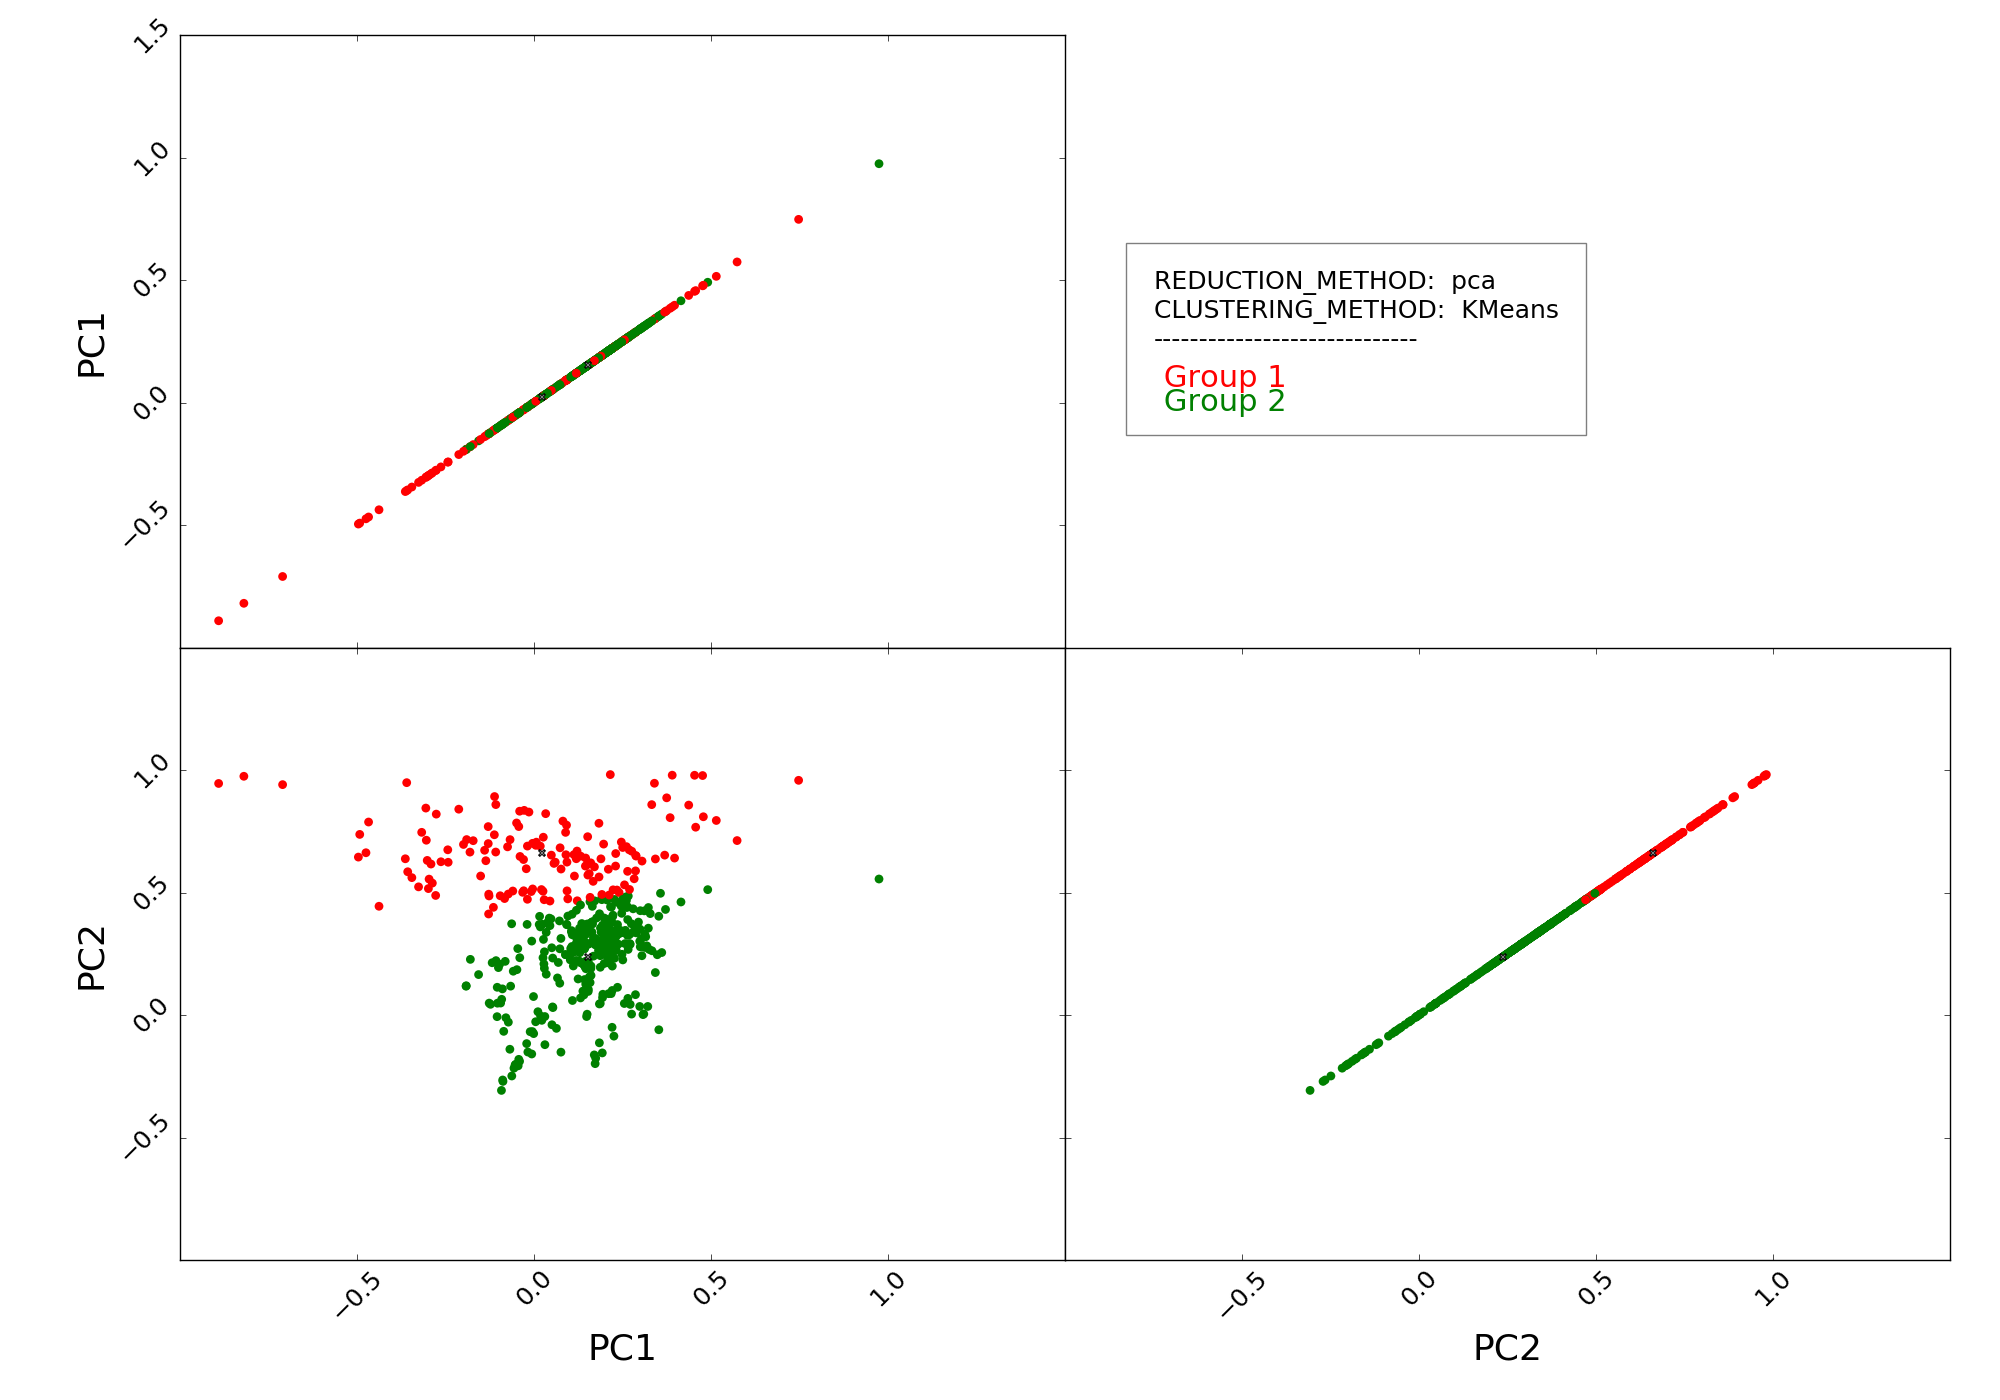 1.5
1.0
0.5
0.0
−0.5
PC1
REDUCTION_METHOD: pca
CLUSTERING_METHOD: KMeans
-----------------------------
Group 1
Group 2
1.0
0.5
0.0
−0.5
PC2
−0.5 0.0 0.5 1.0
−0.5 0.0 0.5 1.0
PC1
PC2